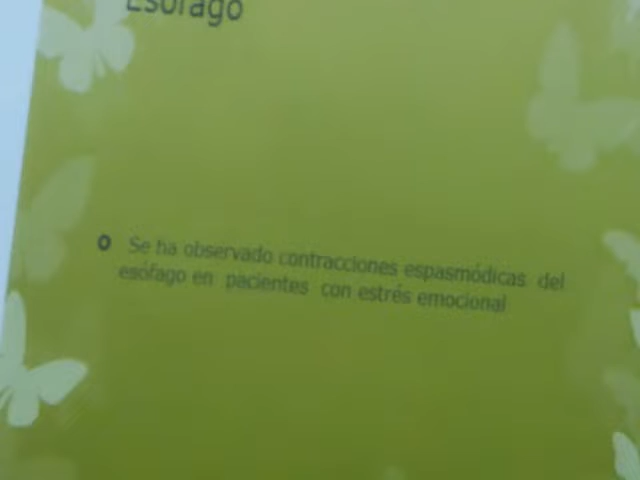 Esófago
Se ha observado contracciones espasmódicas del
esófago en pacientes con estrés emocional